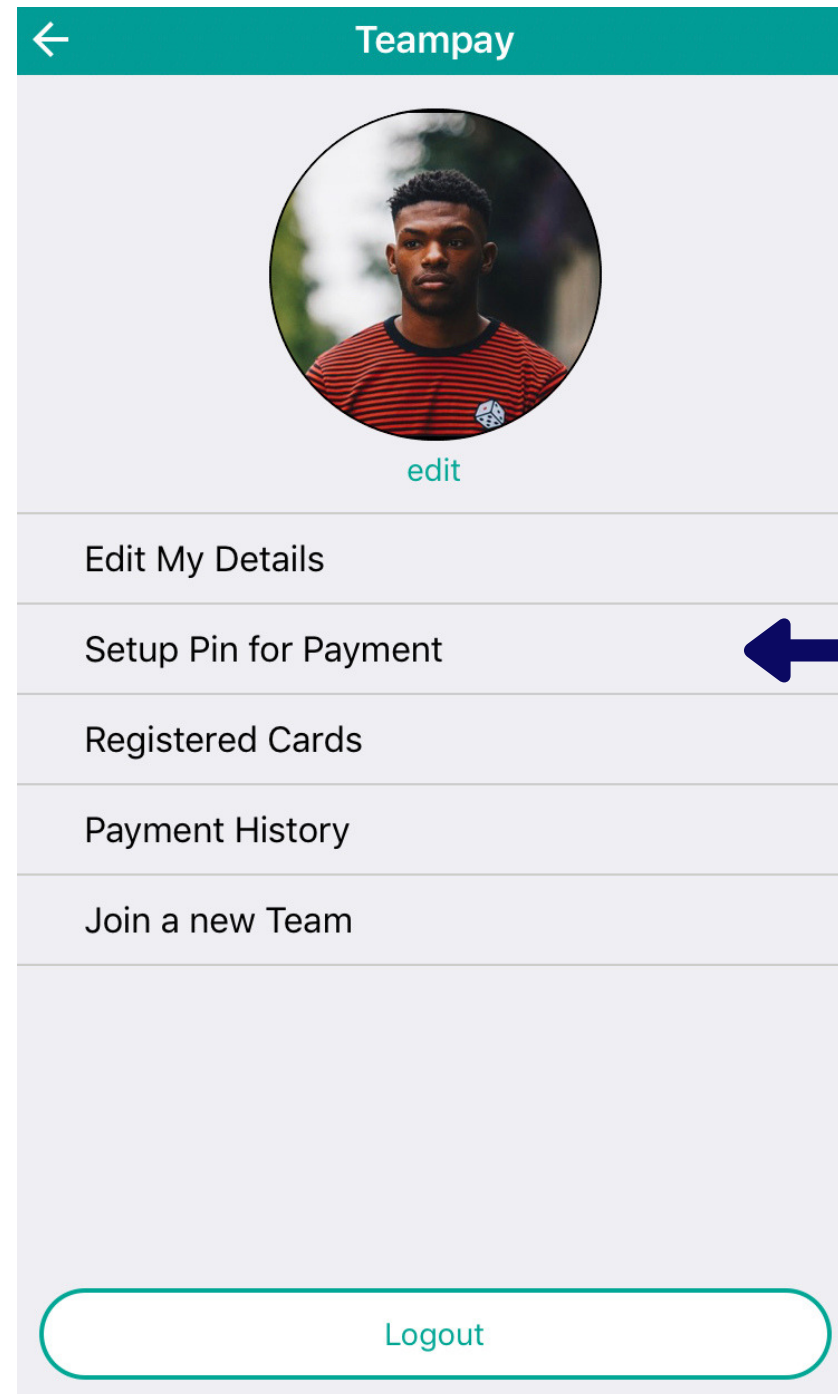 Teampay
edit
Edit My Details
Setup Pin for Payment
Registered Cards
Payment History
Join a new Team
Logout